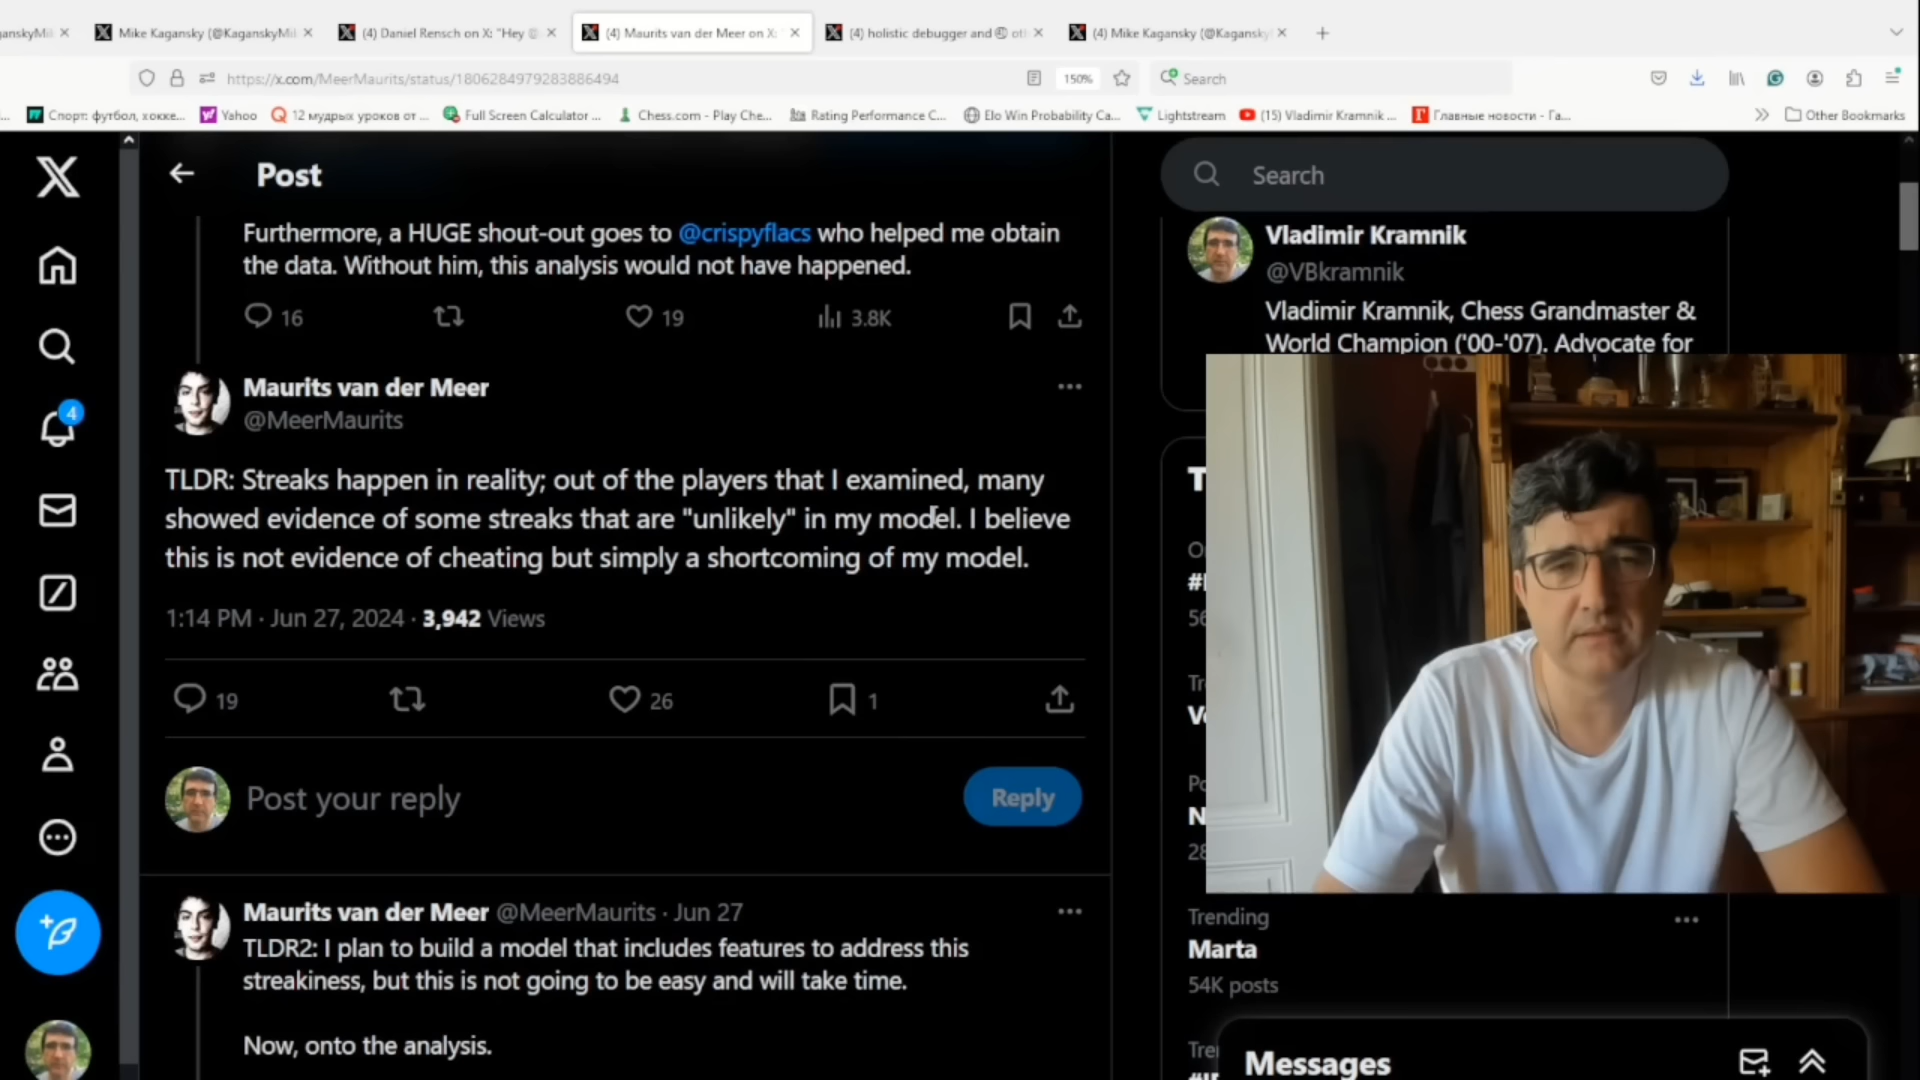 anskyMil
Mike Kagansky (@KaganskyMil
(4) Daniel Rensch on X: "Hey @
(4) Maurits van der Meer on X:
(4) holistic debugger and
(4) Mike Kagansky (@Kagansky
https://x.com/MeerMaurits/status/1806284979283886494
150%
Search
Спорт: футбол, хокке...
Yahoo
12 мудрых уроков от ...
Full Screen Calculator ...
Chess.com - Play Che...
Rating Performance C...
Elo Win Probability Ca...
Lightstream
(15) Vladimir Kramnik ...
Главные новости - Га...
Other Bookmarks
Post
Search
Furthermore, a HUGE shout-out goes to @crispyflacs who helped me obtain
the data. Without him, this analysis would not have happened.
16
19
3.8K
Vladimir Kramnik
@VBkramnik
Vladimir Kramnik, Chess Grandmaster &
World Champion ('00-'07). Advocate for
4
Maurits van der Meer
@MeerMaurits
TLDR: Streaks happen in reality; out of the players that I examined, many
showed evidence of some streaks that are "unlikely" in my model. I believe
this is not evidence of cheating but simply a shortcoming of my model.
1:14 PM · Jun 27, 2024 · 3,942 Views
19
26
1
Post your reply
Reply
Maurits van der Meer @MeerMaurits · Jun 27
TLDR2: I plan to build a model that includes features to address this
streakiness, but this is not going to be easy and will take time.
Now, onto the analysis.
Trending
Marta
54K posts
Messages